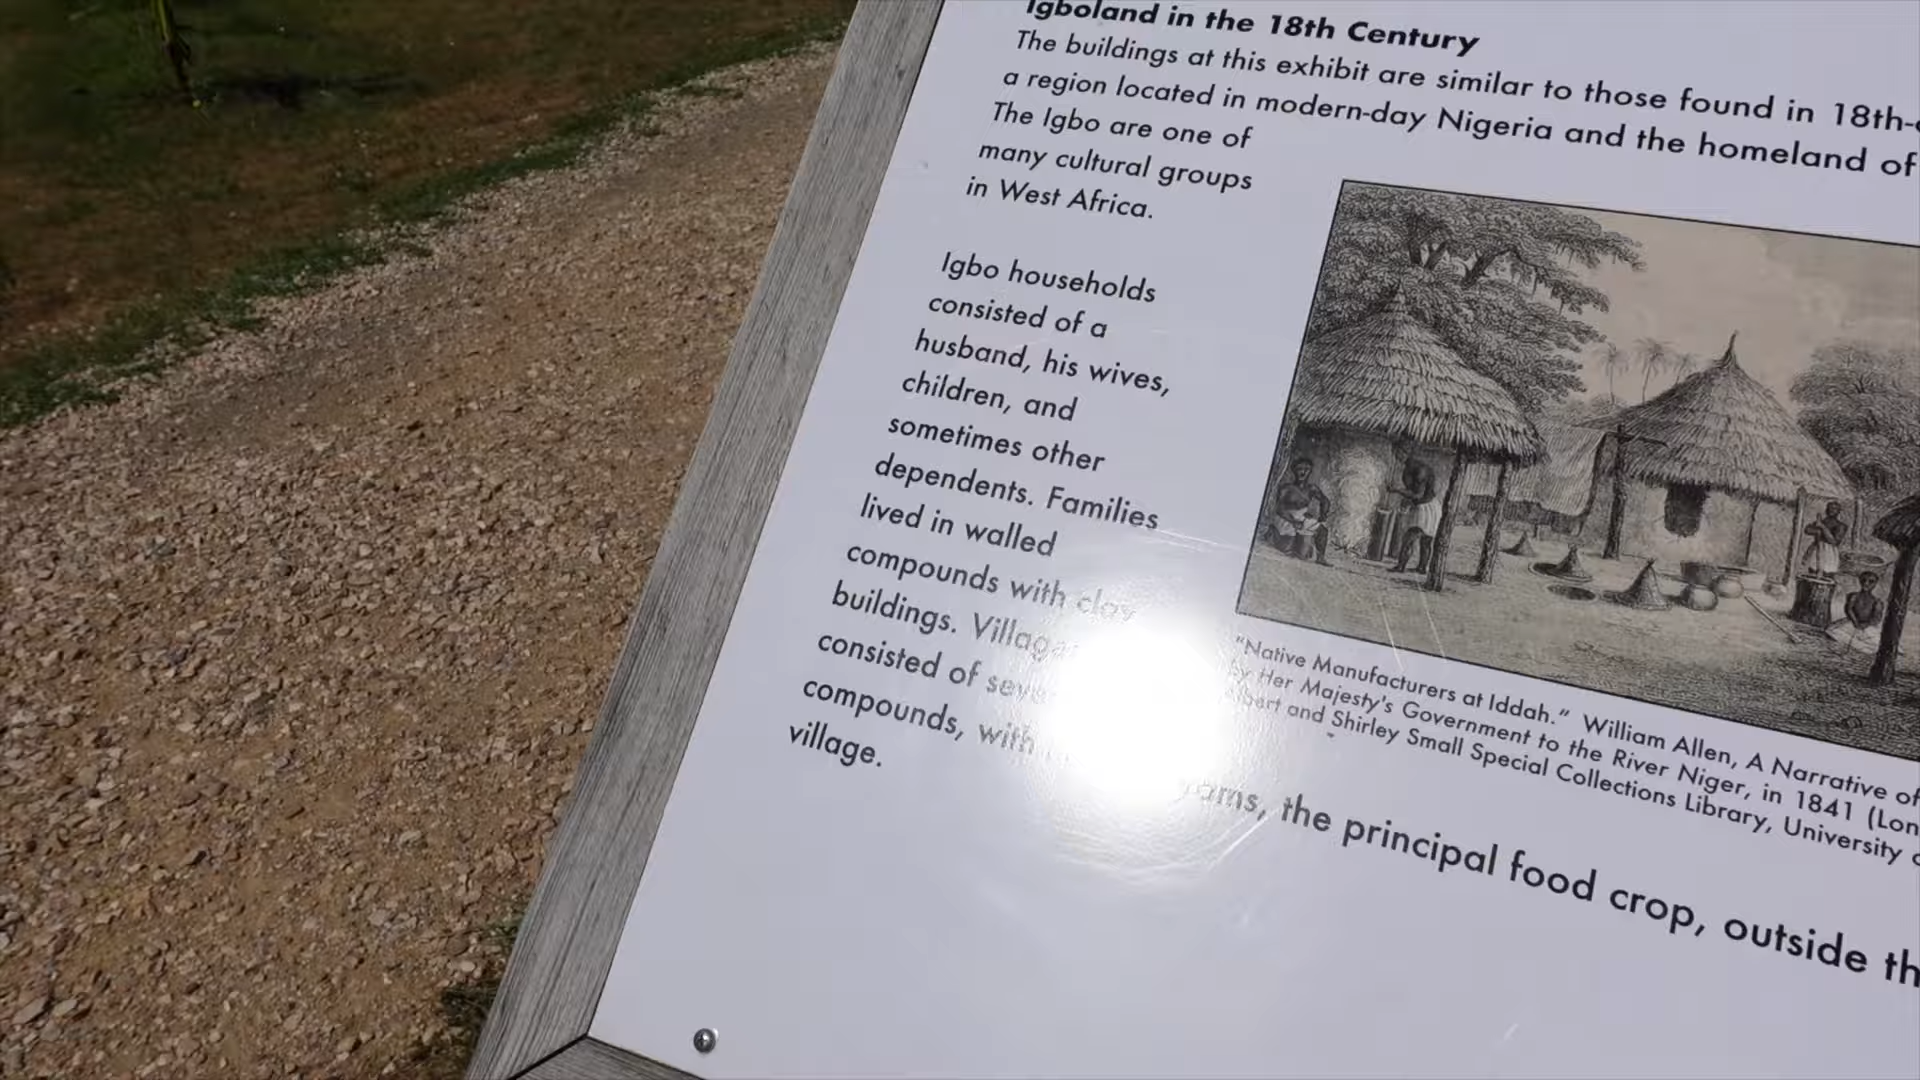 Igboland in the 18th Century
The buildings at this exhibit are similar to those found in 18th-
a region located in modern-day Nigeria and the homeland of
The Igbo are one of
many cultural groups
in West Africa.
Igbo households
consisted of a
husband, his wives,
children, and
sometimes other
dependents. Families
lived in walled
compounds with clay
buildings.
consisted of
compounds, with
village.
the principal food crop, outside
"Native Manufacturers at Iddah." William Allen, A Narrative of
by Her Majesty's Government to the River Niger, in 1841 (Lon
and Shirley Small Special Collections Library, University